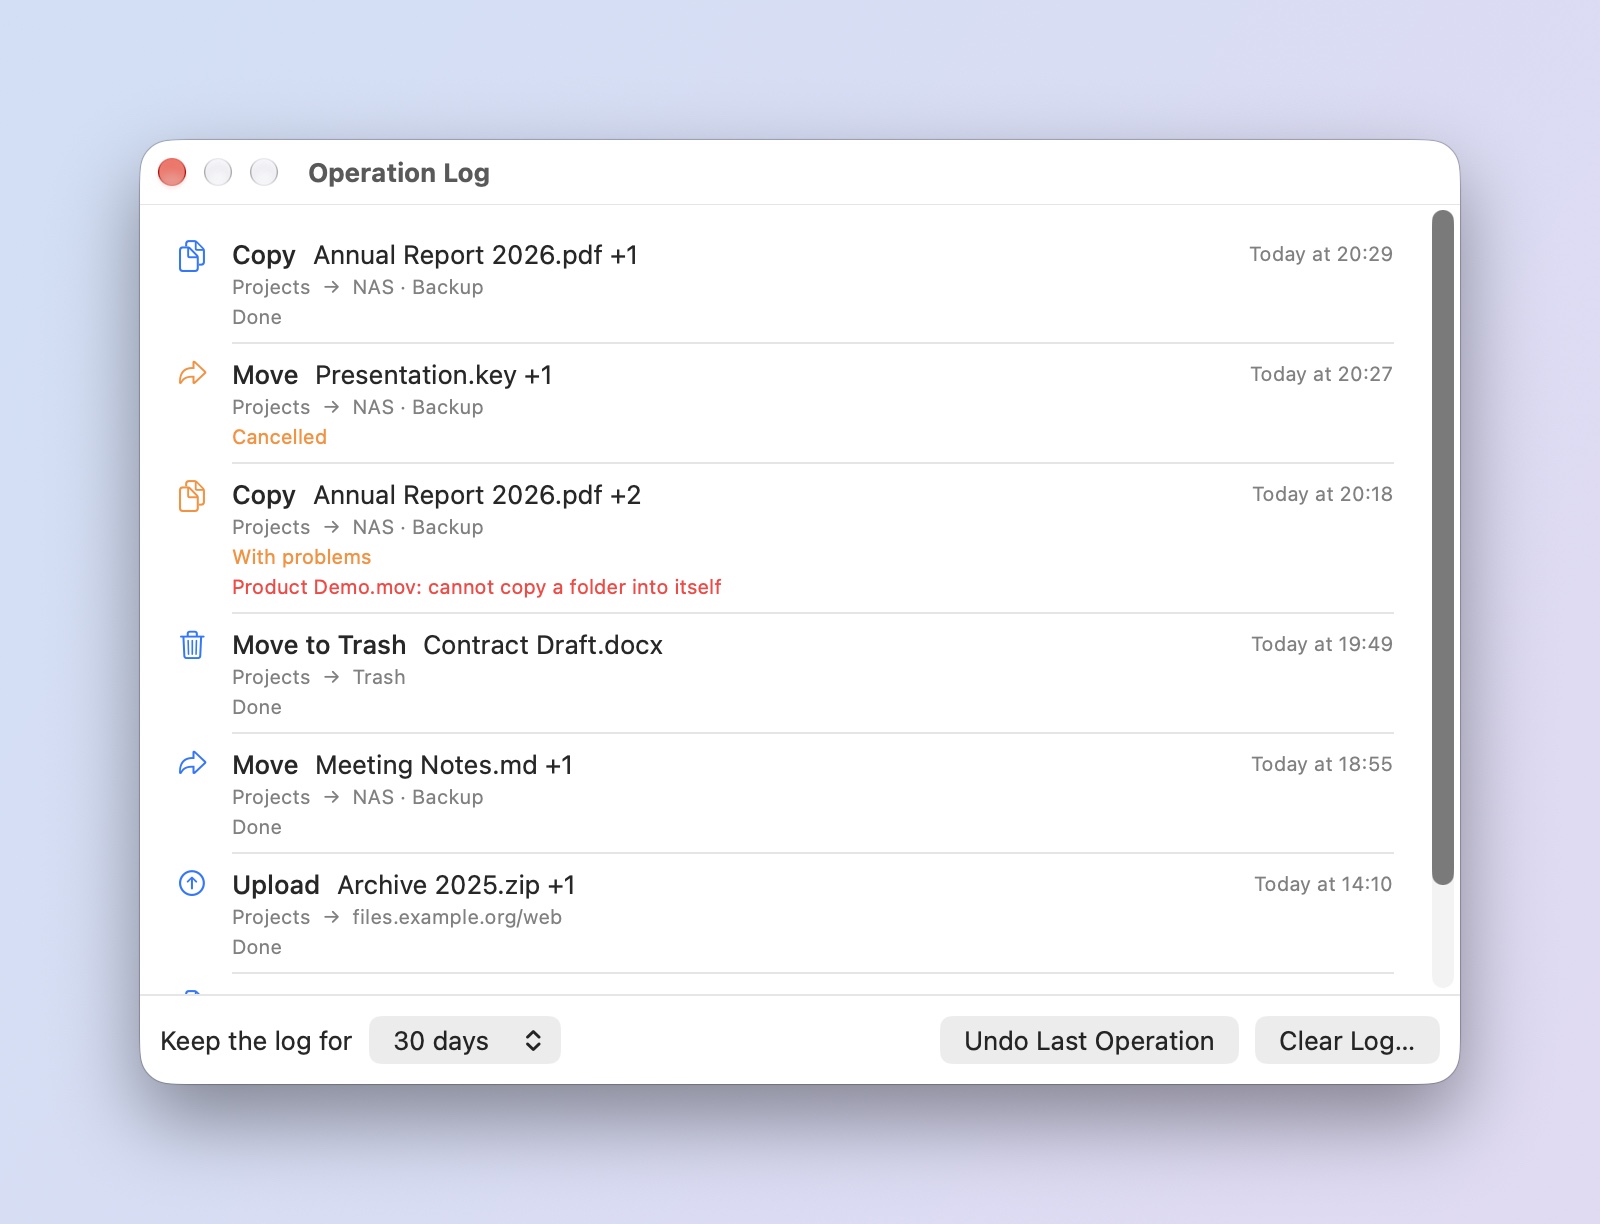 Operation Log
Copy Annual Report 2026.pdf +1 Today at 20:29
Projects → NAS · Backup
Done
Move Presentation.key +1 Today at 20:27
Projects → NAS · Backup
Cancelled
Copy Annual Report 2026.pdf +2 Today at 20:18
Projects → NAS · Backup
With problems
Product Demo.mov: cannot copy a folder into itself
Move to Trash Contract Draft.docx Today at 19:49
Projects → Trash
Done
Move Meeting Notes.md +1 Today at 18:55
Projects → NAS · Backup
Done
Upload Archive 2025.zip +1 Today at 14:10
Projects → files.example.org/web
Done
Keep the log for 30 days Undo Last Operation Clear Log...